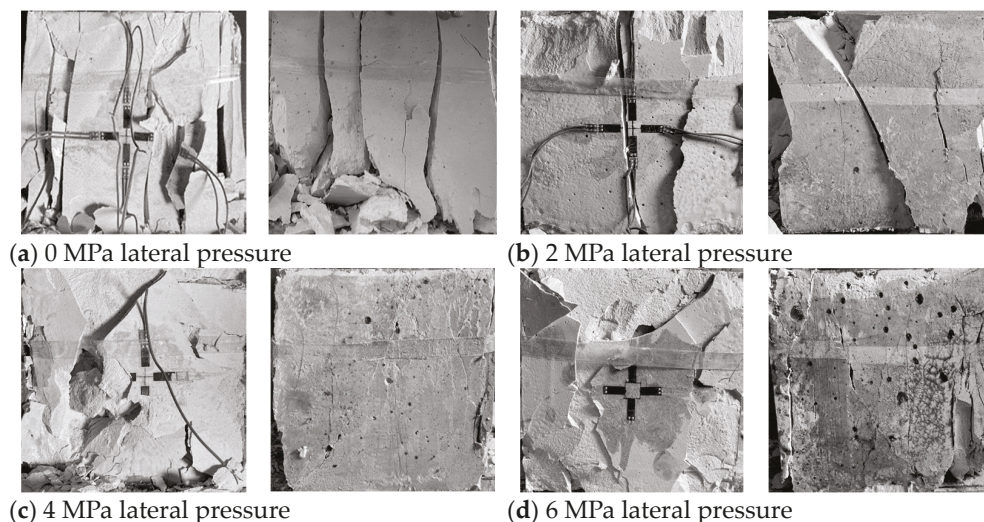 (a) 0 MPa lateral pressure
(b) 2 MPa lateral pressure
(c) 4 MPa lateral pressure
(d) 6 MPa lateral pressure